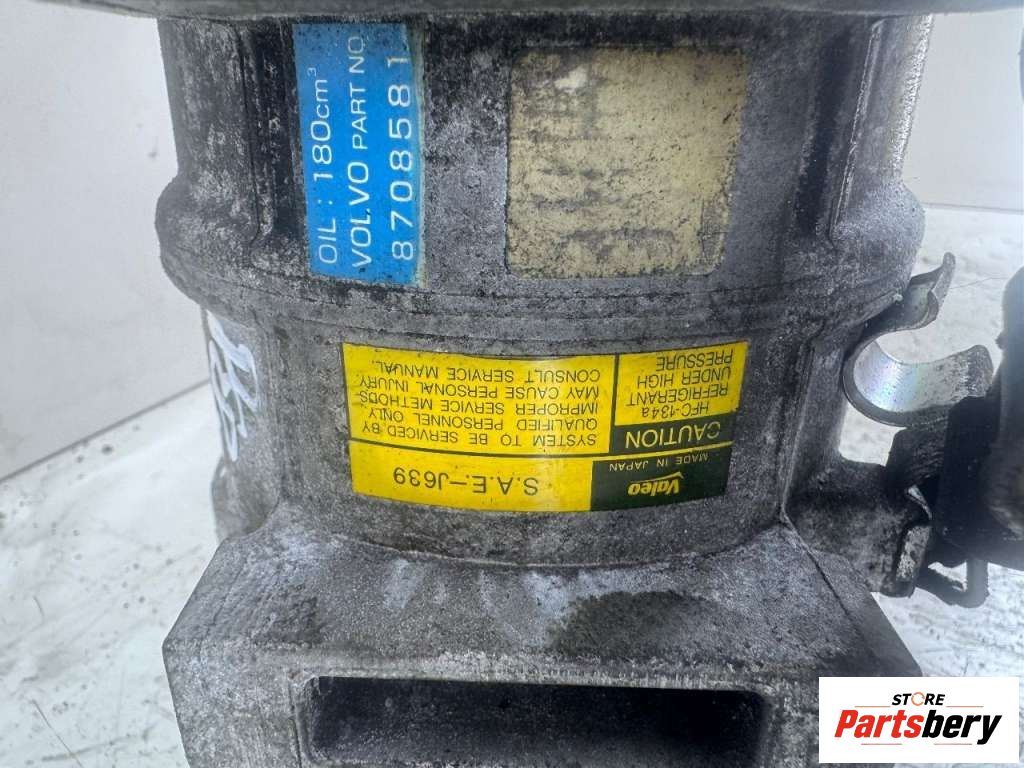 OIL : 180cm³
VOLVO PART NO.
8708581
Valeo
MADE IN JAPAN
S.A.E.-J639
CAUTION
HFC-134a
REFRIGERANT
UNDER HIGH
PRESSURE
SYSTEM TO BE SERVICED BY
QUALIFIED PERSONNEL ONLY.
IMPROPER SERVICE METHODS
MAY CAUSE PERSONAL INJURY.
CONSULT SERVICE MANUAL.
STORE
Partsbery